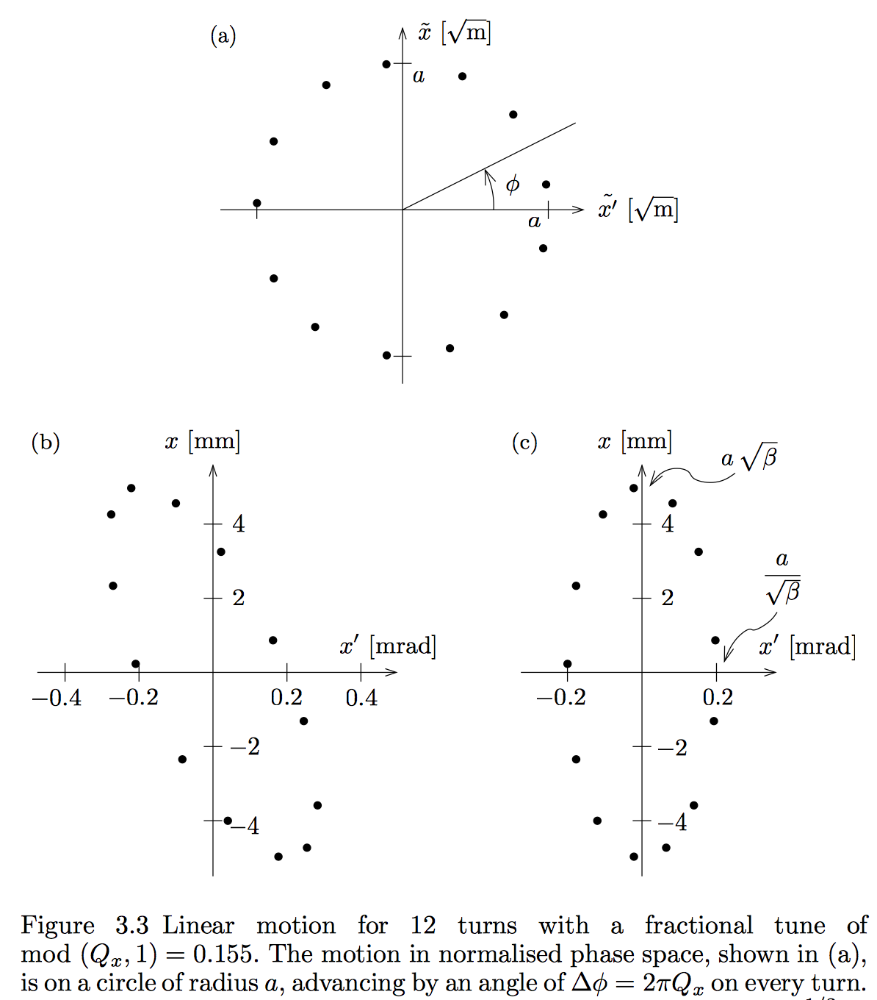 (a)
x̃ [√m]
a
ϕ
x̃′ [√m]
a
(b)
x [mm]
4
2
x′ [mrad]
−0.4 −0.2 0.2 0.4
−2
−4
(c)
x [mm]
a √β
4
a/√β
2
x′ [mrad]
−0.2 0.2
−2
−4
Figure 3.3 Linear motion for 12 turns with a fractional tune of
mod (Qₓ, 1) = 0.155. The motion in normalised phase space, shown in (a),
is on a circle of radius a, advancing by an angle of Δϕ = 2πQₓ on every turn.